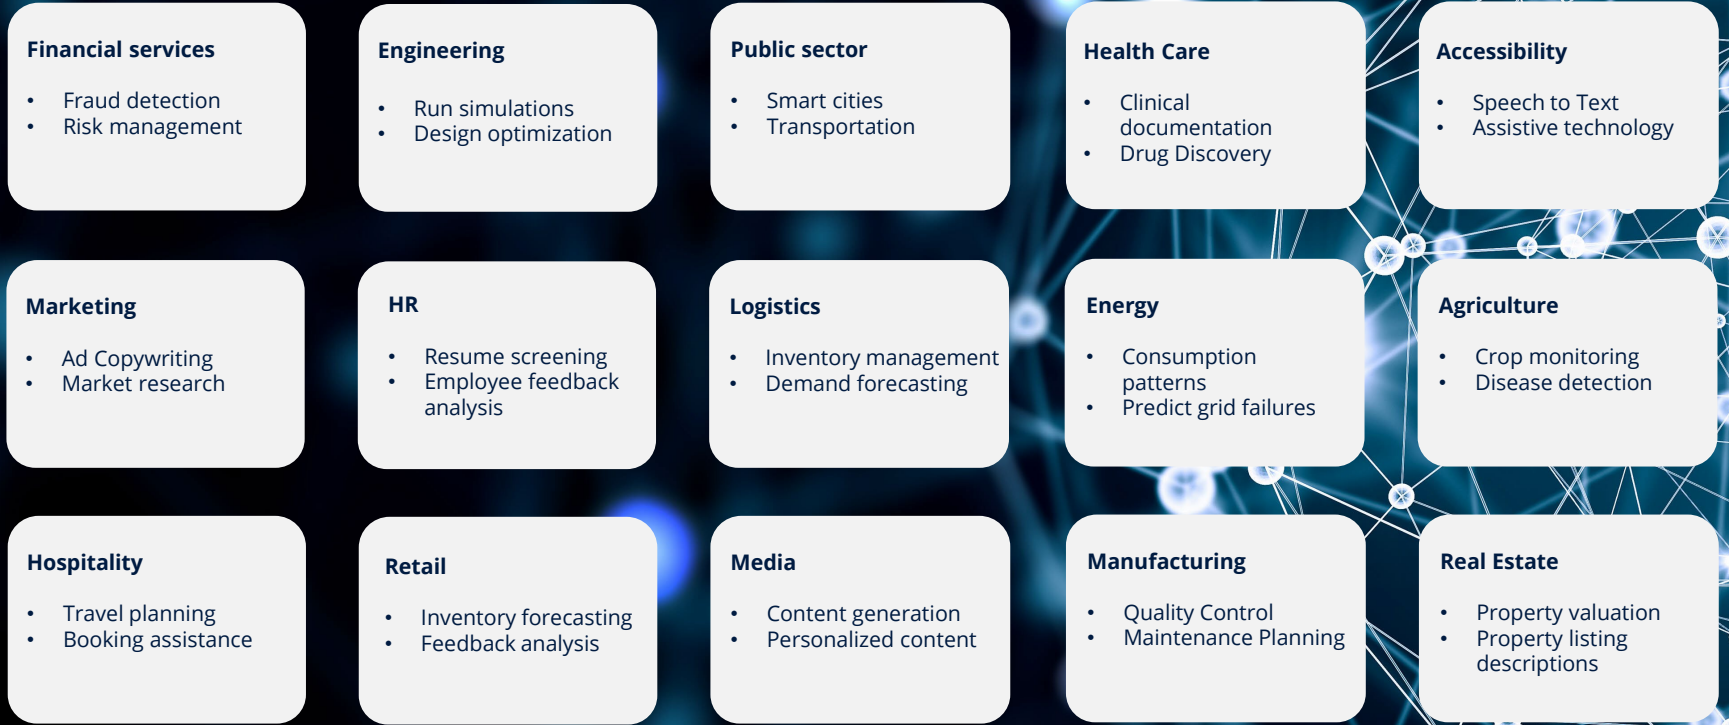 Financial services
• Fraud detection
• Risk management
Engineering
• Run simulations
• Design optimization
Public sector
• Smart cities
• Transportation
Health Care
• Clinical
documentation
• Drug Discovery
Accessibility
• Speech to Text
• Assistive technology
Marketing
• Ad Copywriting
• Market research
HR
• Resume screening
• Employee feedback
analysis
Logistics
• Inventory management
• Demand forecasting
Energy
• Consumption
patterns
• Predict grid failures
Agriculture
• Crop monitoring
• Disease detection
Hospitality
• Travel planning
• Booking assistance
Retail
• Inventory forecasting
• Feedback analysis
Media
• Content generation
• Personalized content
Manufacturing
• Quality Control
• Maintenance Planning
Real Estate
• Property valuation
• Property listing
descriptions